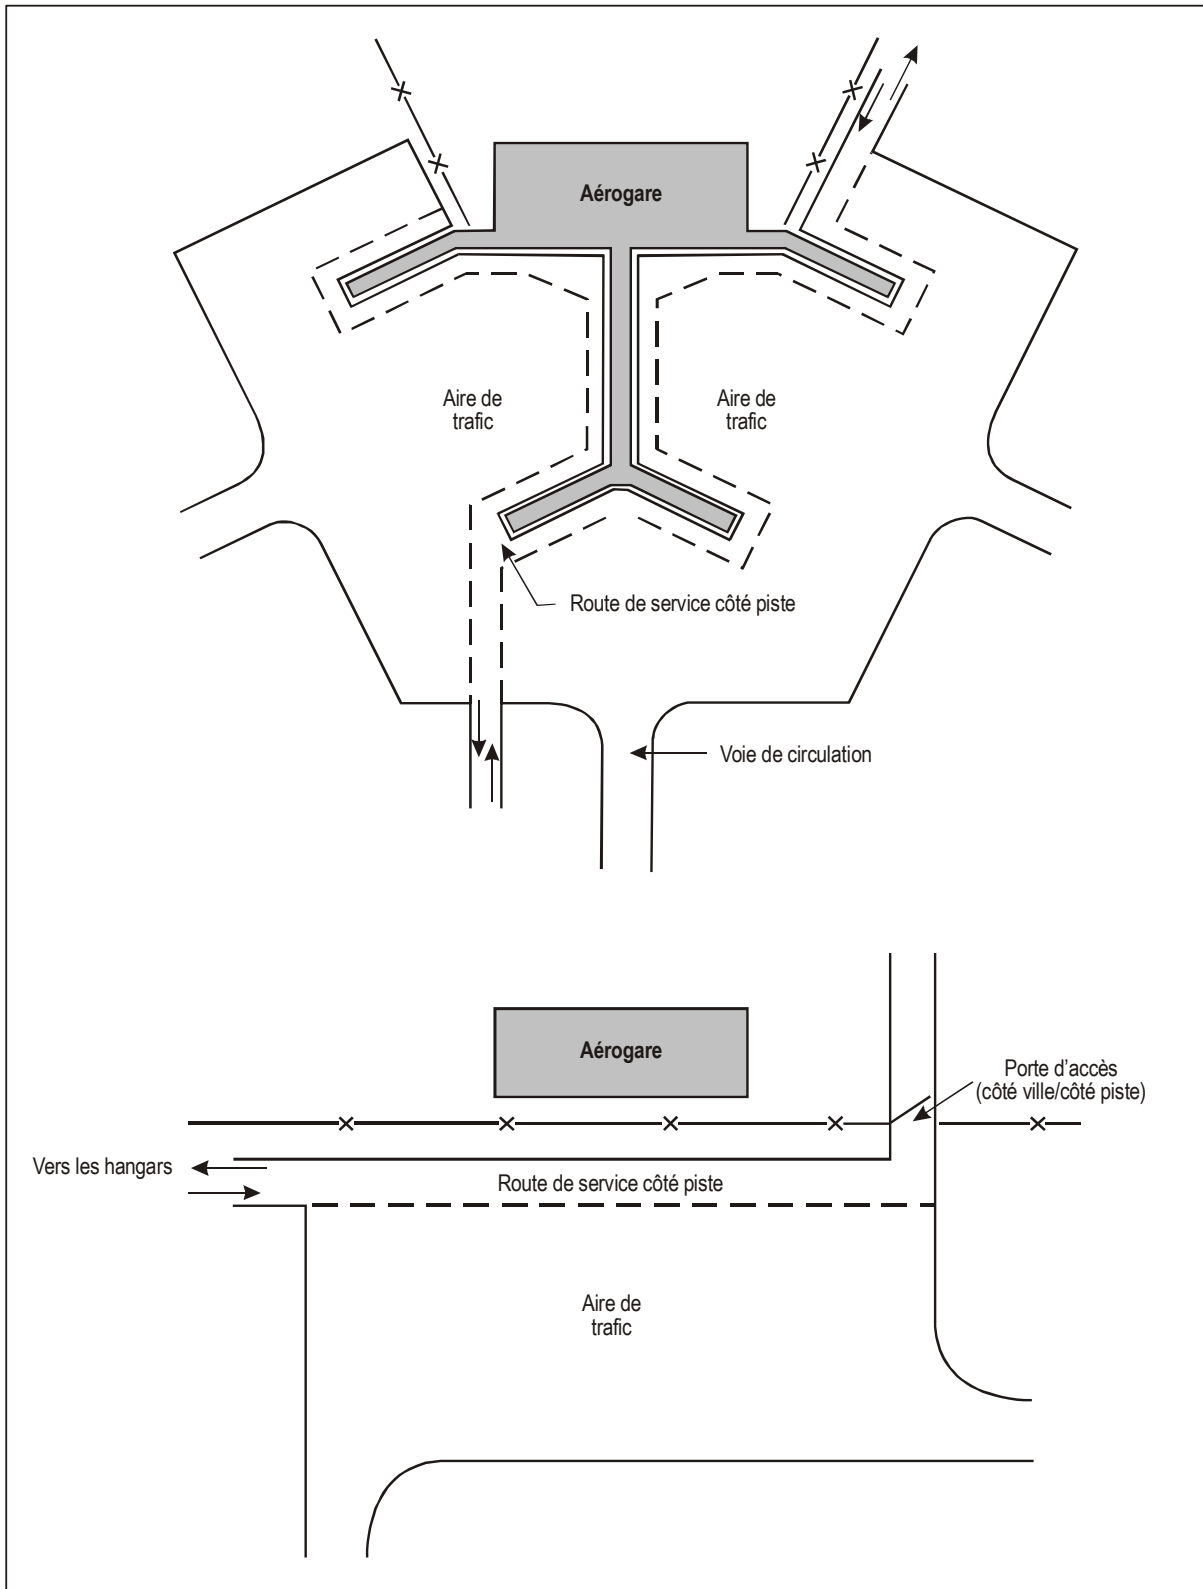 Aérogare
Aire de
trafic
Aire de
trafic
Route de service côté piste
Voie de circulation
Aérogare
Porte d'accès
(côté ville/côté piste)
Vers les hangars
Route de service côté piste
Aire de
trafic